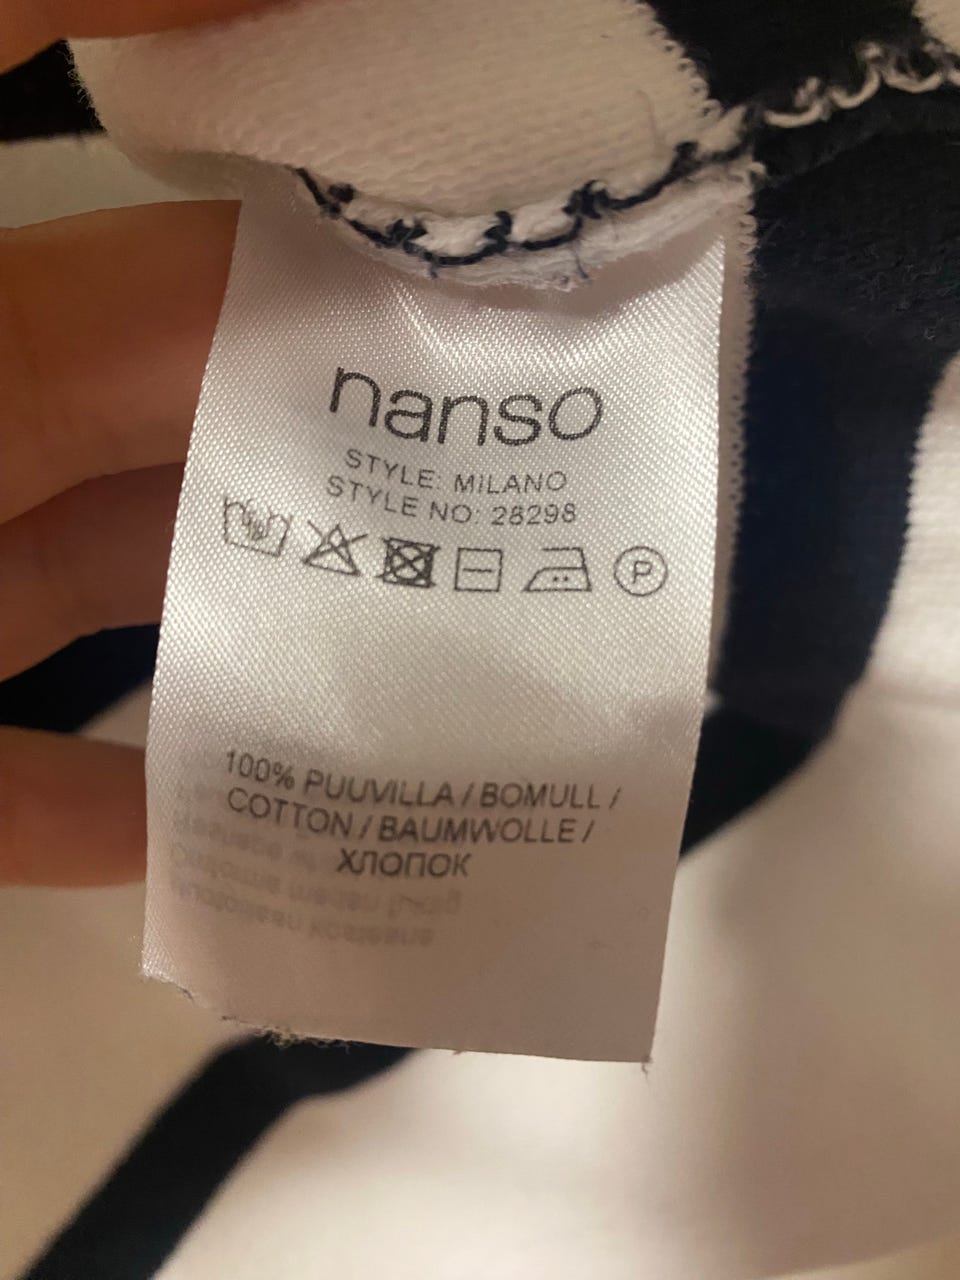 nanso
STYLE: MILANO
STYLE NO: 28298
P
100% PUUVILLA / BOMULL /
COTTON / BAUMWOLLE /
ХЛОПОК